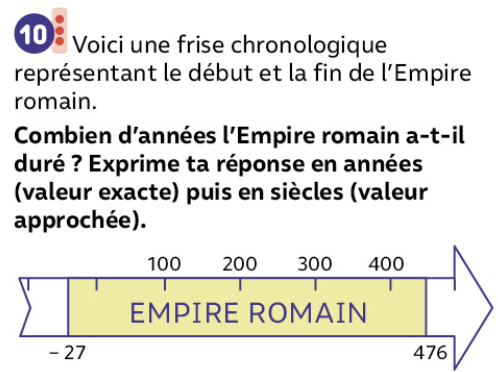 10 Voici une frise chronologique
représentant le début et la fin de l'Empire
romain.
Combien d'années l'Empire romain a-t-il
duré ? Exprime ta réponse en années
(valeur exacte) puis en siècles (valeur
approchée).
100 200 300 400
EMPIRE ROMAIN
– 27 476